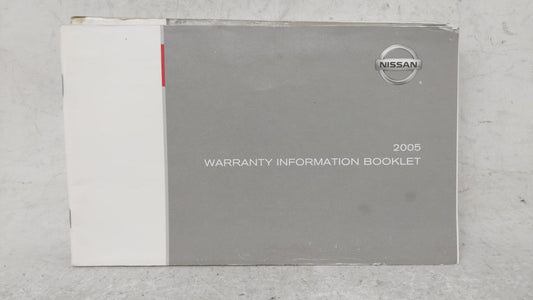 NISSAN
2005
WARRANTY INFORMATION BOOKLET